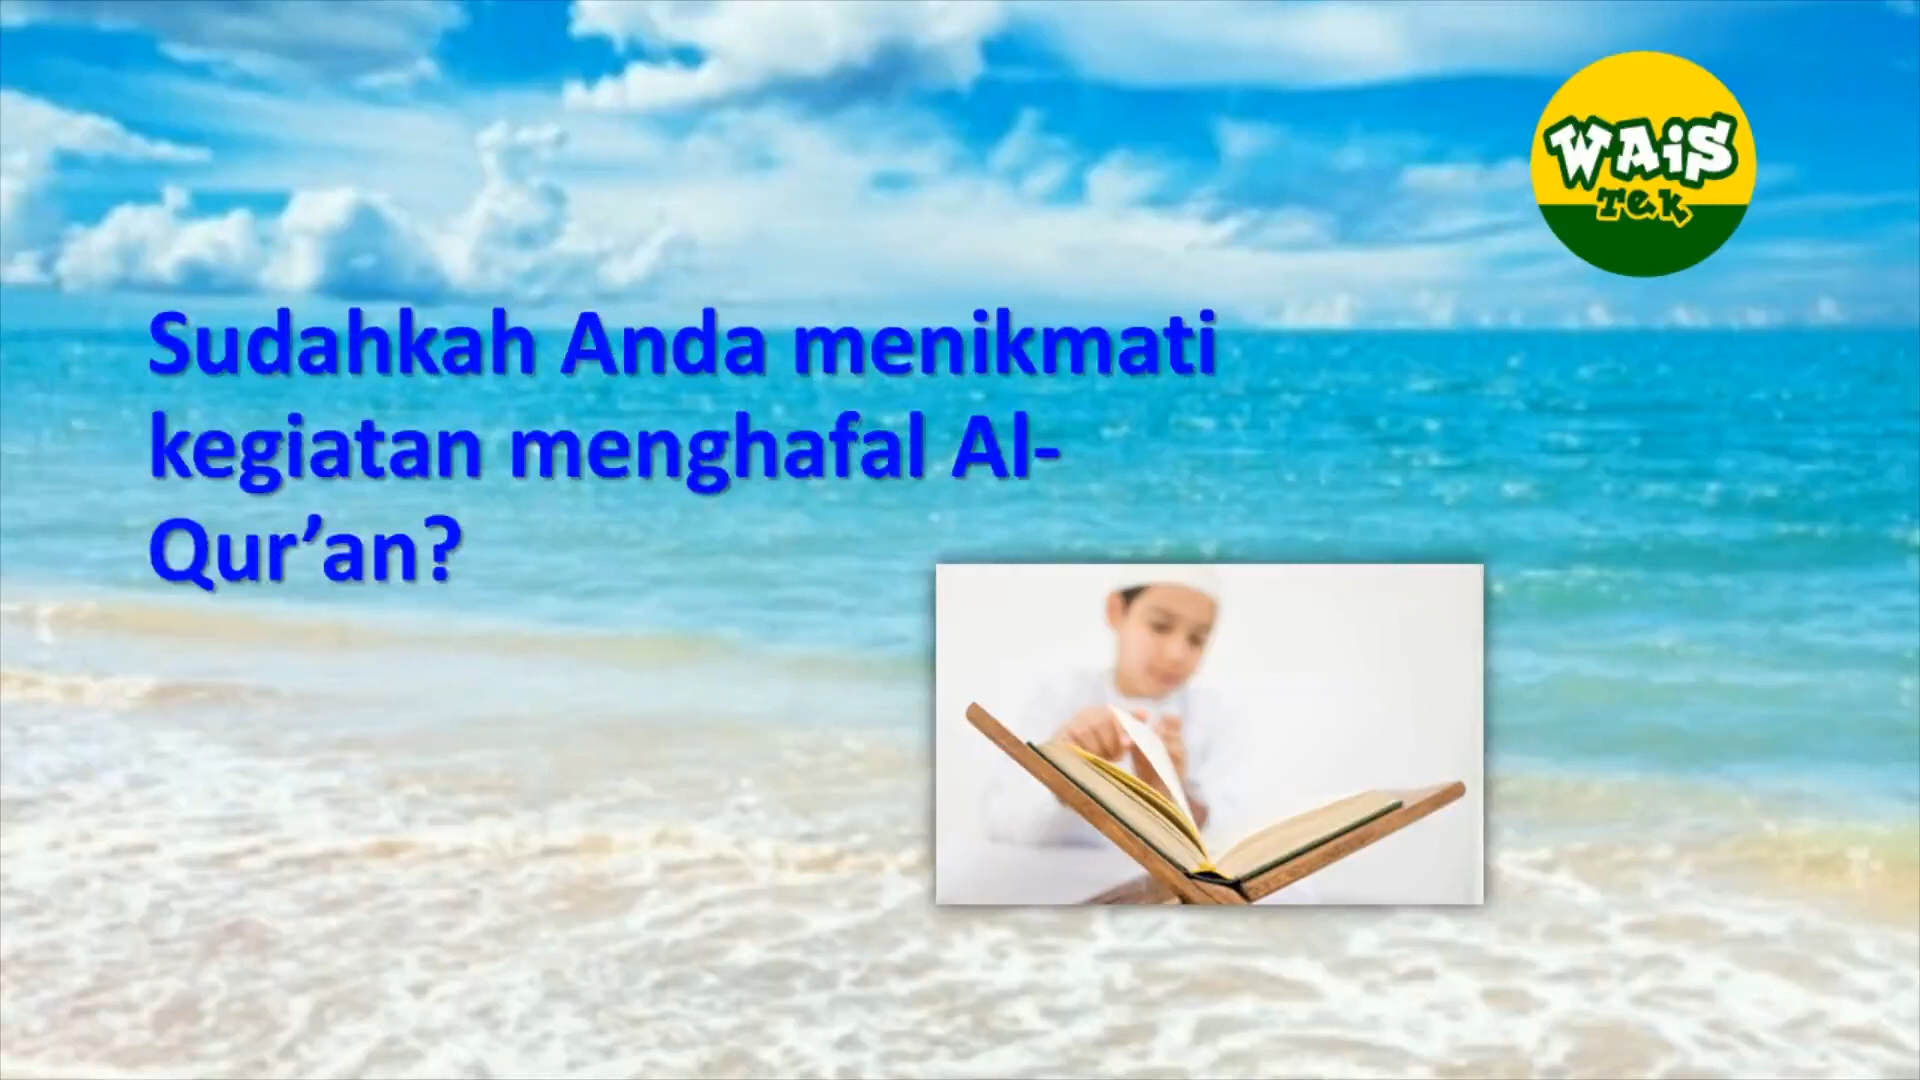 WAiS
Tek
Sudahkah Anda menikmati
kegiatan menghafal Al-
Qur’an?